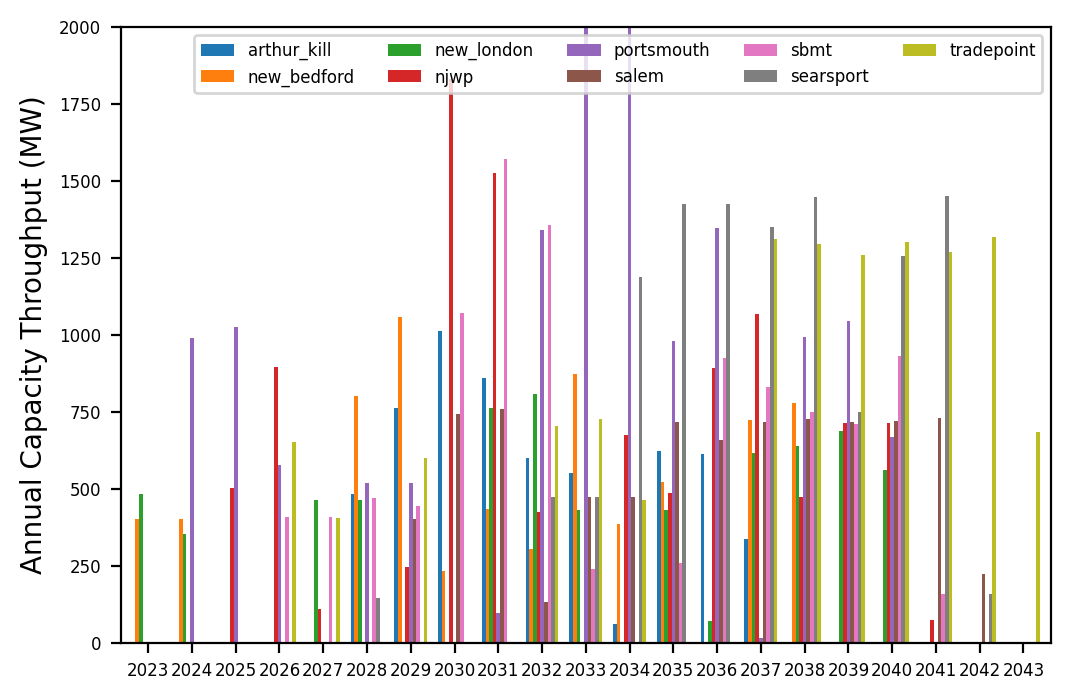 Annual Capacity Throughput (MW)
2000
1750
1500
1250
1000
750
500
250
0
arthur_kill new_london portsmouth sbmt tradepoint
new_bedford njwp salem searsport
2023 2024 2025 2026 2027 2028 2029 2030 2031 2032 2033 2034 2035 2036 2037 2038 2039 2040 2041 2042 2043